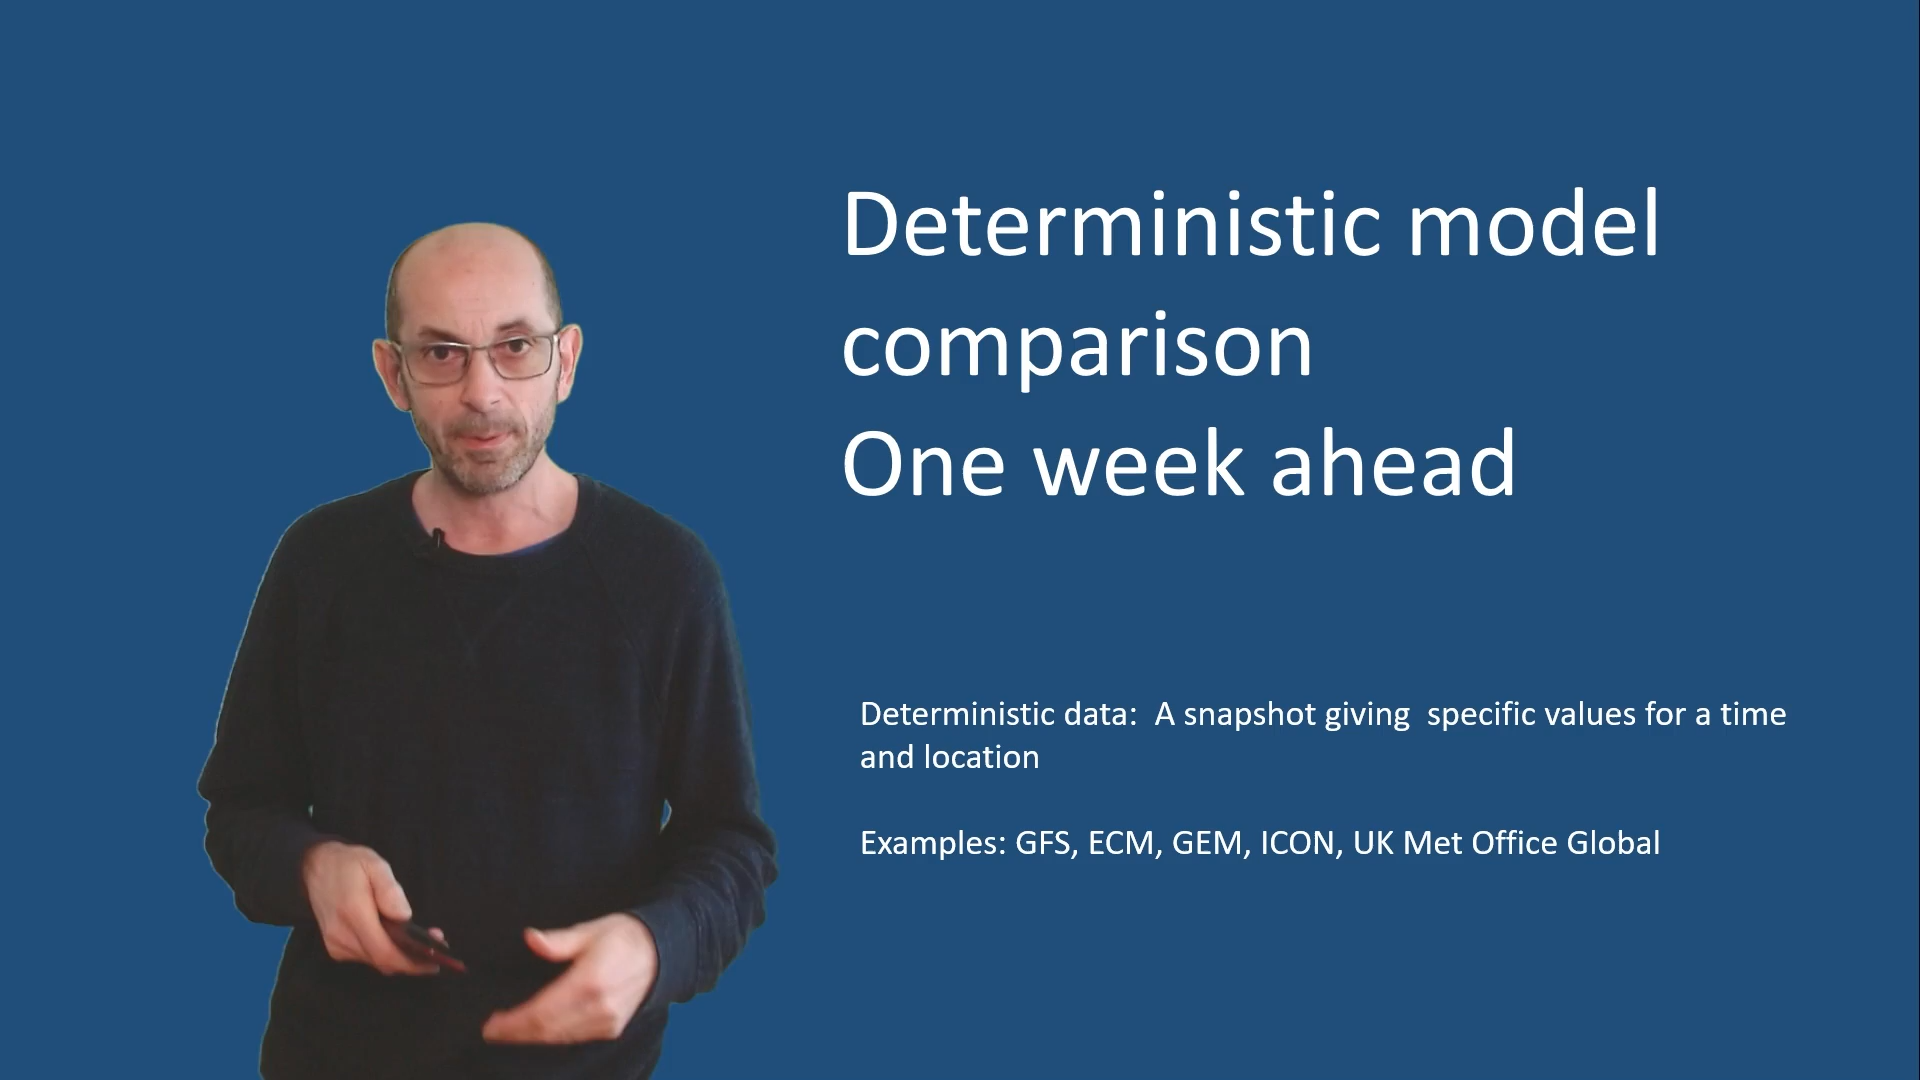 Deterministic model
comparison
One week ahead
Deterministic data:  A snapshot giving  specific values for a time
and location
Examples: GFS, ECM, GEM, ICON, UK Met Office Global